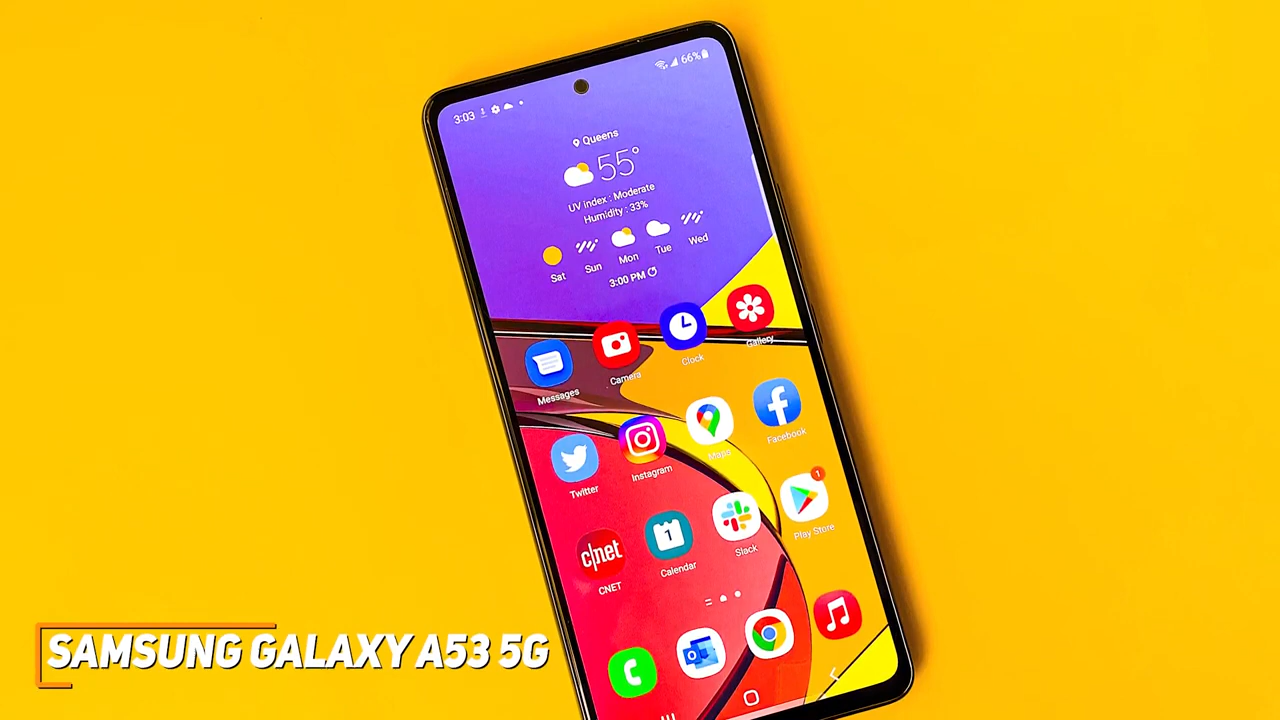 3:03
66%
Queens
55°
UV index : Moderate
Humidity : 33%
Sat Sun Mon Tue Wed
3:00 PM
Messages Camera Clock Gallery
Twitter Instagram Maps Facebook
1
c|net
1
CNET Calendar Slack Play Store
SAMSUNG GALAXY A53 5G